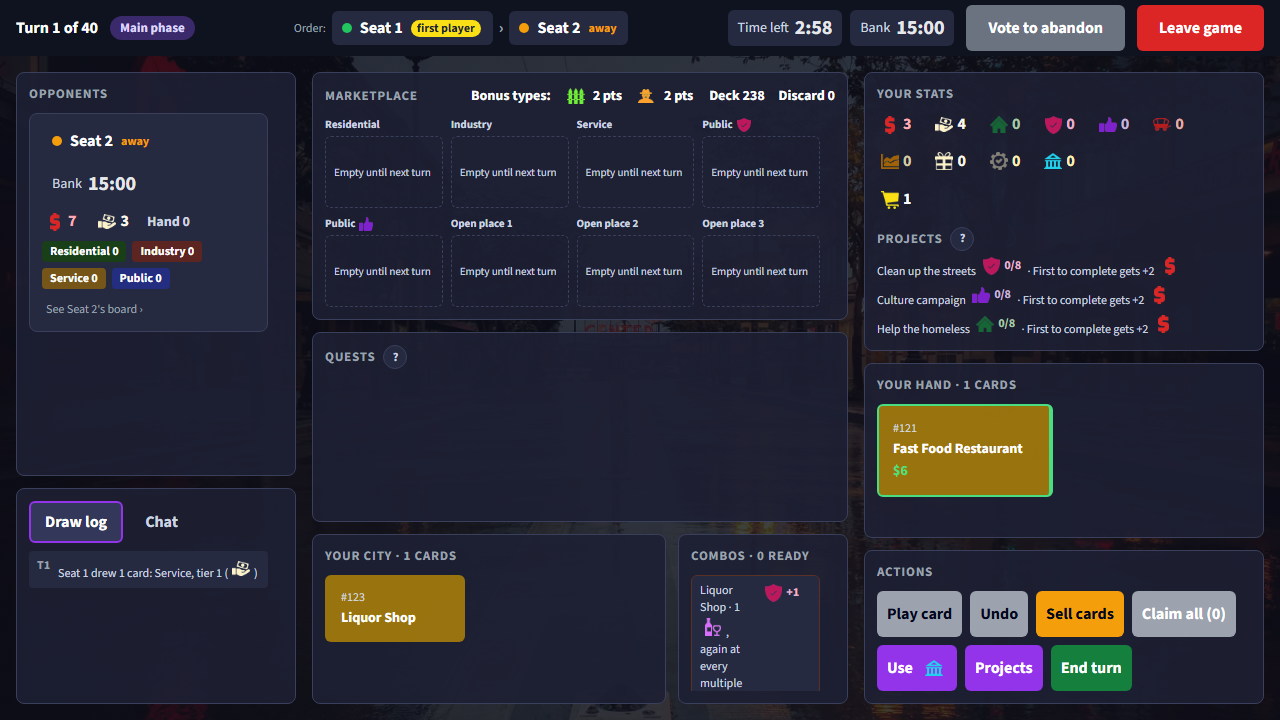 Turn 1 of 40 Main phase Order: Seat 1 first player › Seat 2 away Time left 2:58 Bank 15:00 Vote to abandon Leave game
OPPONENTS
Seat 2 away
Bank 15:00
7 3 Hand 0
Residential 0 Industry 0
Service 0 Public 0
See Seat 2's board ›
Draw log Chat
T1 Seat 1 drew 1 card: Service, tier 1 ( )
MARKETPLACE Bonus types: 2 pts 2 pts Deck 238 Discard 0
Residential Industry Service Public
Empty until next turn Empty until next turn Empty until next turn Empty until next turn
Public Open place 1 Open place 2 Open place 3
Empty until next turn Empty until next turn Empty until next turn Empty until next turn
QUESTS ?
YOUR CITY · 1 CARDS
#123
Liquor Shop
COMBOS · 0 READY
Liquor
Shop · 1
,
again at
every
multiple
+1
YOUR STATS
3 4 0 0 0 0
0 0 0 0
1
PROJECTS ?
Clean up the streets 0/8 · First to complete gets +2
Culture campaign 0/8 · First to complete gets +2
Help the homeless 0/8 · First to complete gets +2
YOUR HAND · 1 CARDS
#121
Fast Food Restaurant
$6
ACTIONS
Play card Undo Sell cards Claim all (0)
Use Projects End turn